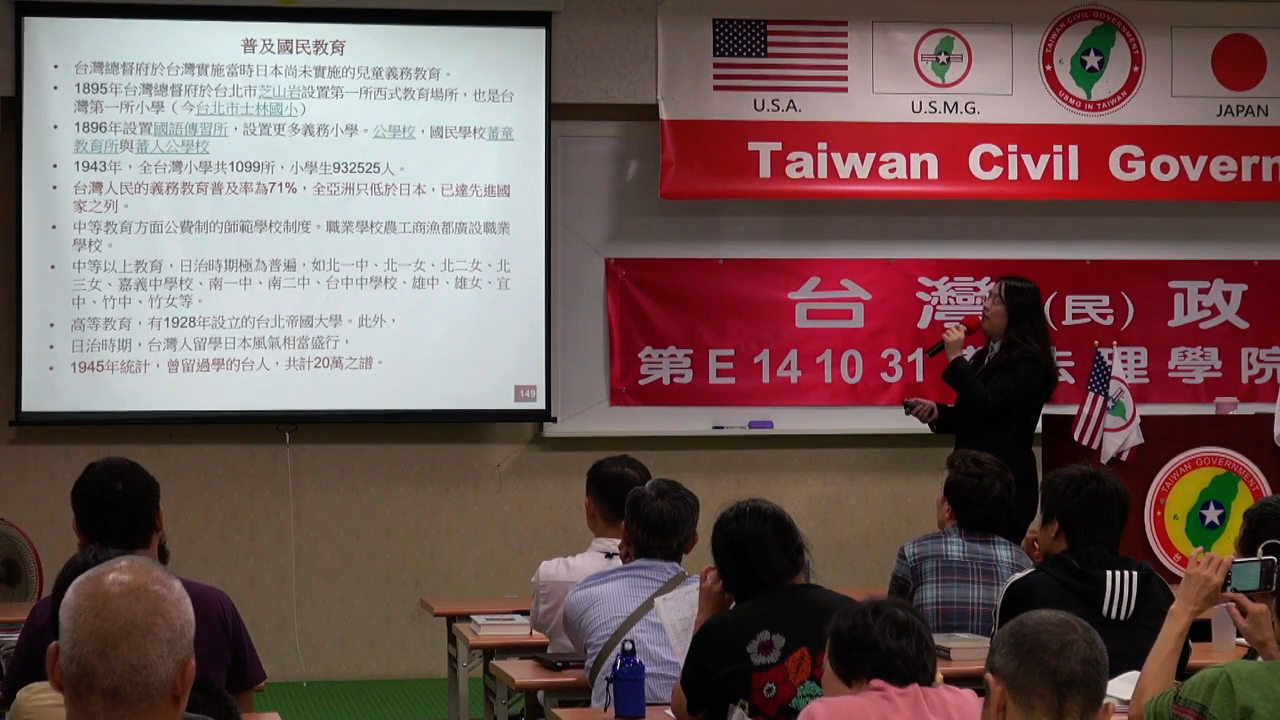 普及國民教育
• 台灣總督府於台灣實施當時日本尚未實施的兒童義務教育。
• 1895年台灣總督府於台北市芝山岩設置第一所西式教育場所，也是台
灣第一所小學（今台北市士林國小）
• 1896年設置國語傳習所，設置更多義務小學。公學校，國民學校蕃童
教育所與蕃人公學校
• 1943年，全台灣小學共1099所，小學生932525人。
• 台灣人民的義務教育普及率為71%，全亞洲只低於日本，已達先進國
家之列。
• 中等教育方面公費制的師範學校制度。職業學校農工商漁都廣設職業
學校。
• 中等以上教育，日治時期極為普遍，如北一中、北一女、北二女、北
三女、嘉義中學校、南一中、南二中、台中中學校、雄中、雄女、宜
中、竹中、竹女等。
• 高等教育，有1928年設立的台北帝國大學。此外，
• 日治時期，台灣人留學日本風氣相當盛行，
• 1945年統計，曾留過學的台人，共計20萬之譜。
149
U.S.A.
U.S.M.G.
TAIWAN CIVIL GOVERNMENT
USMG IN TAIWAN
JAPAN
Taiwan Civil Govern
台灣（民）政
第E141031 法理學院
TAIWAN GOVERNMENT
台